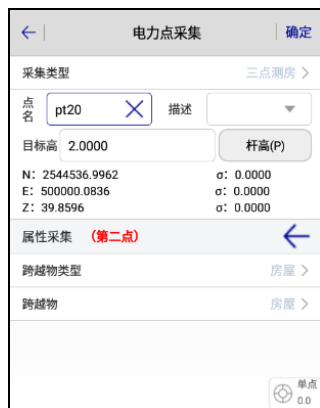 电力点采集 确定
采集类型 三点测房
点名 pt20 描述
目标高 2.0000 杆高(P)
N: 2544536.9962 σ: 0.0000
E: 500000.0836 σ: 0.0000
Z: 39.8596 σ: 0.0000
属性采集 (第二点)
跨越物类型 房屋
跨越物 房屋
单点
0.0